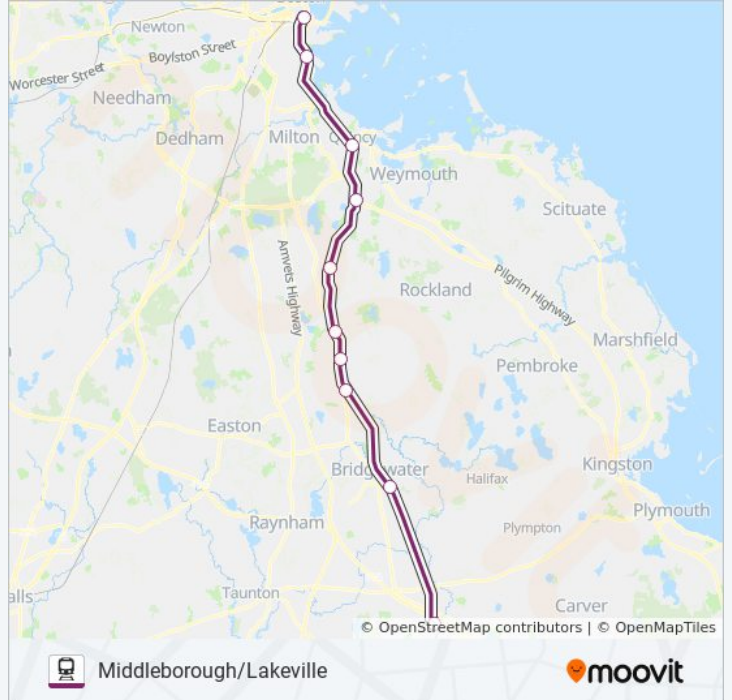 Newton
Boylston Street
Worcester Street
Needham
Dedham
Milton
Quincy
Weymouth
Scituate
Amvets Highway
Pilgrim Highway
Rockland
Marshfield
Pembroke
Easton
Bridgewater
Kingston
Halifax
Plymouth
Raynham
Plympton
Taunton
alls
Carver
© OpenStreetMap contributors | © OpenMapTiles
Middleborough/Lakeville
moovit